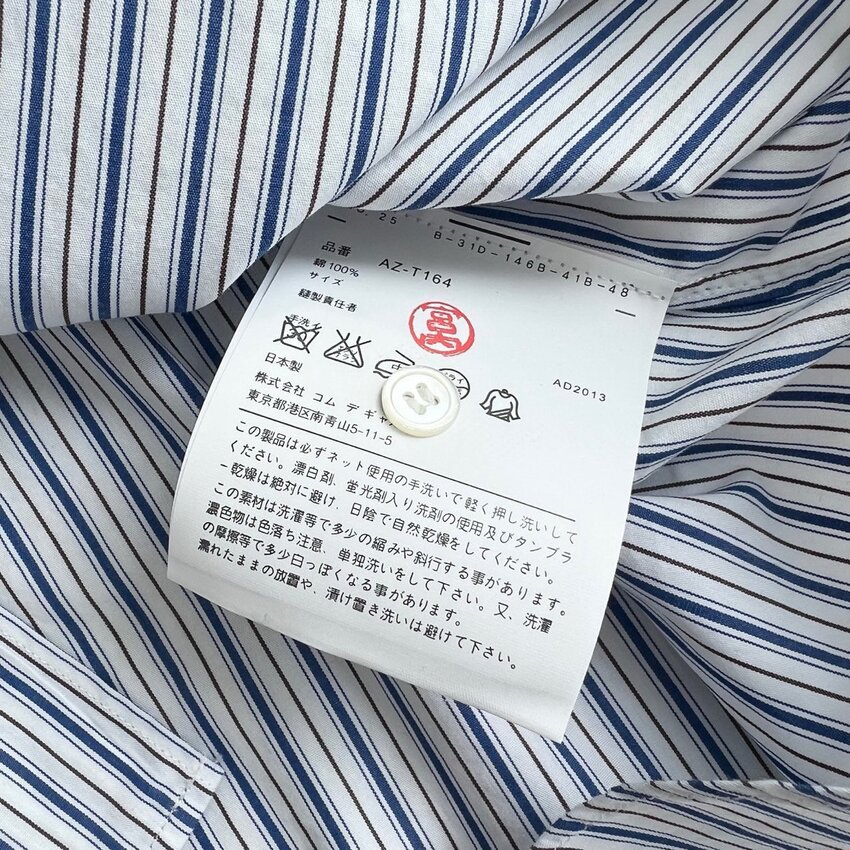 25
B-31D-146B-41B-48
品番 AZ-T164
綿100%
サイズ
縫製責任者
手洗
AD2013
日本製
株式会社 コム デギャ
東京都港区南青山5-11-5
この製品は必ずネット使用の手洗いで軽く押し洗いして
ください。漂白剤、蛍光剤入り洗剤の使用及びタンブラ
ー乾燥は絶対に避け、日陰で自然乾燥をしてください。
この素材は洗濯等で多少の縮みや斜行する事があります。
濃色物は色落ち注意、単独洗いをして下さい。又、洗濯
の摩擦等で多少白っぽくなる事があります。
濡れたままの放置や、漬け置き洗いは避けて下さい。